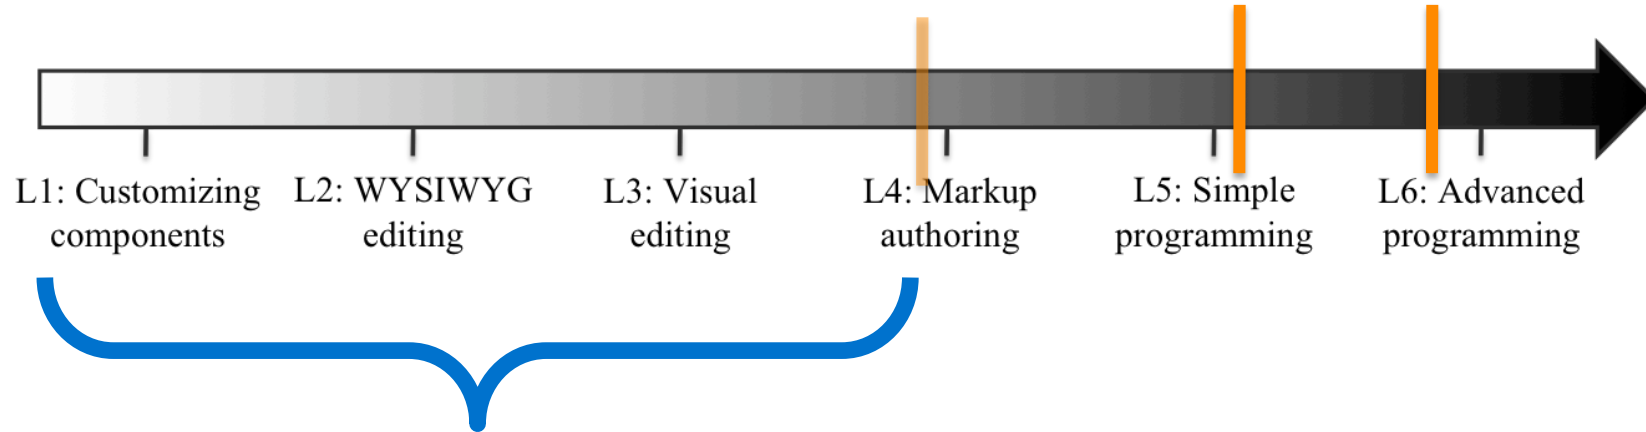 L1: Customizing
components
L2: WYSIWYG
editing
L3: Visual
editing
L4: Markup
authoring
L5: Simple
programming
L6: Advanced
programming